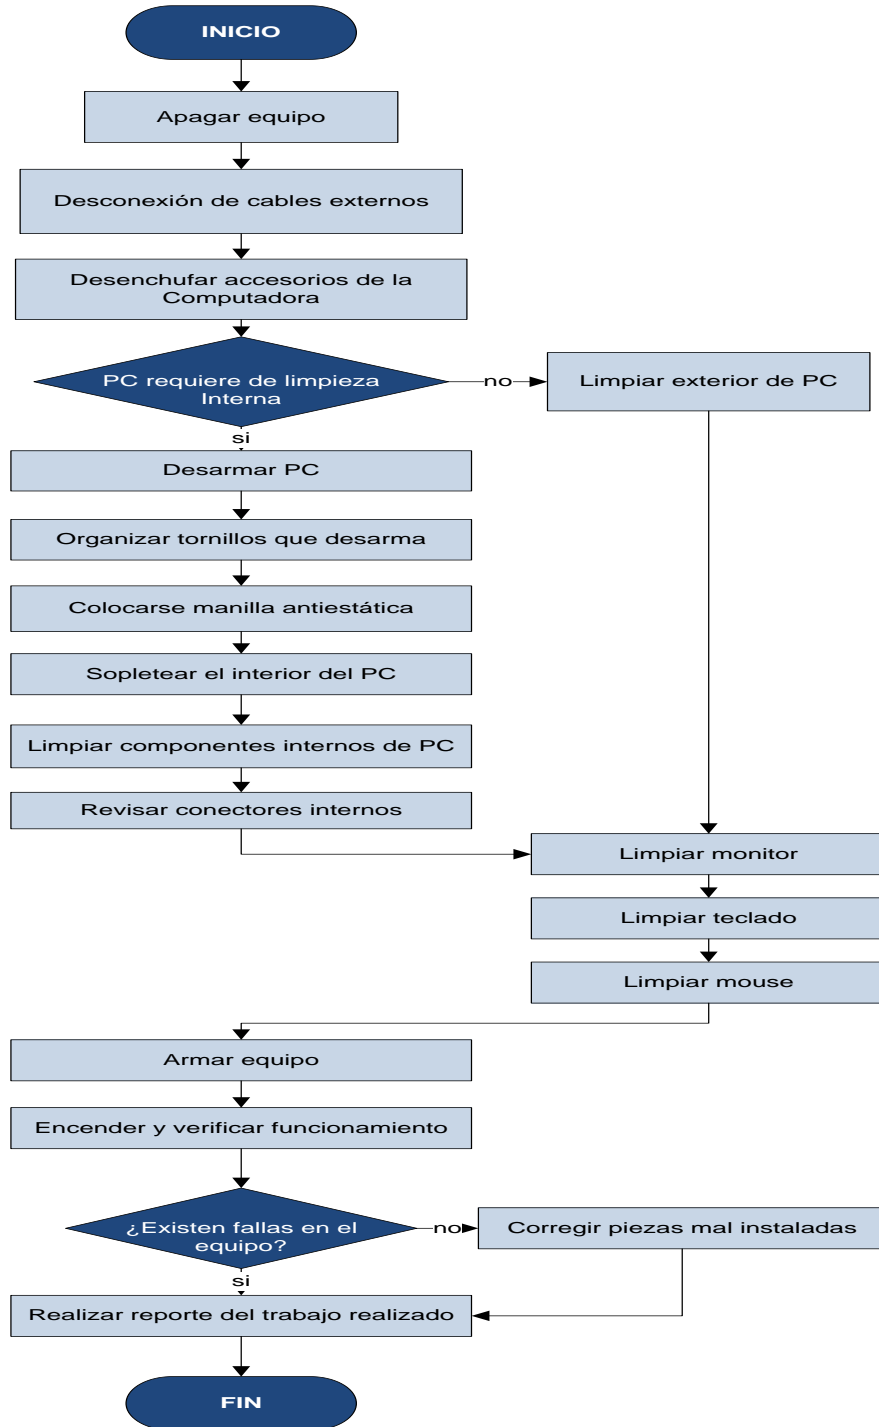 INICIO
Apagar equipo
Desconexión de cables externos
Desenchufar accesorios de la
Computadora
PC requiere de limpieza
Interna
no
Limpiar exterior de PC
si
Desarmar PC
Organizar tornillos que desarma
Colocarse manilla antiestática
Sopletear el interior del PC
Limpiar componentes internos de PC
Revisar conectores internos
Limpiar monitor
Limpiar teclado
Limpiar mouse
Armar equipo
Encender y verificar funcionamiento
¿Existen fallas en el
equipo?
no
Corregir piezas mal instaladas
si
Realizar reporte del trabajo realizado
FIN